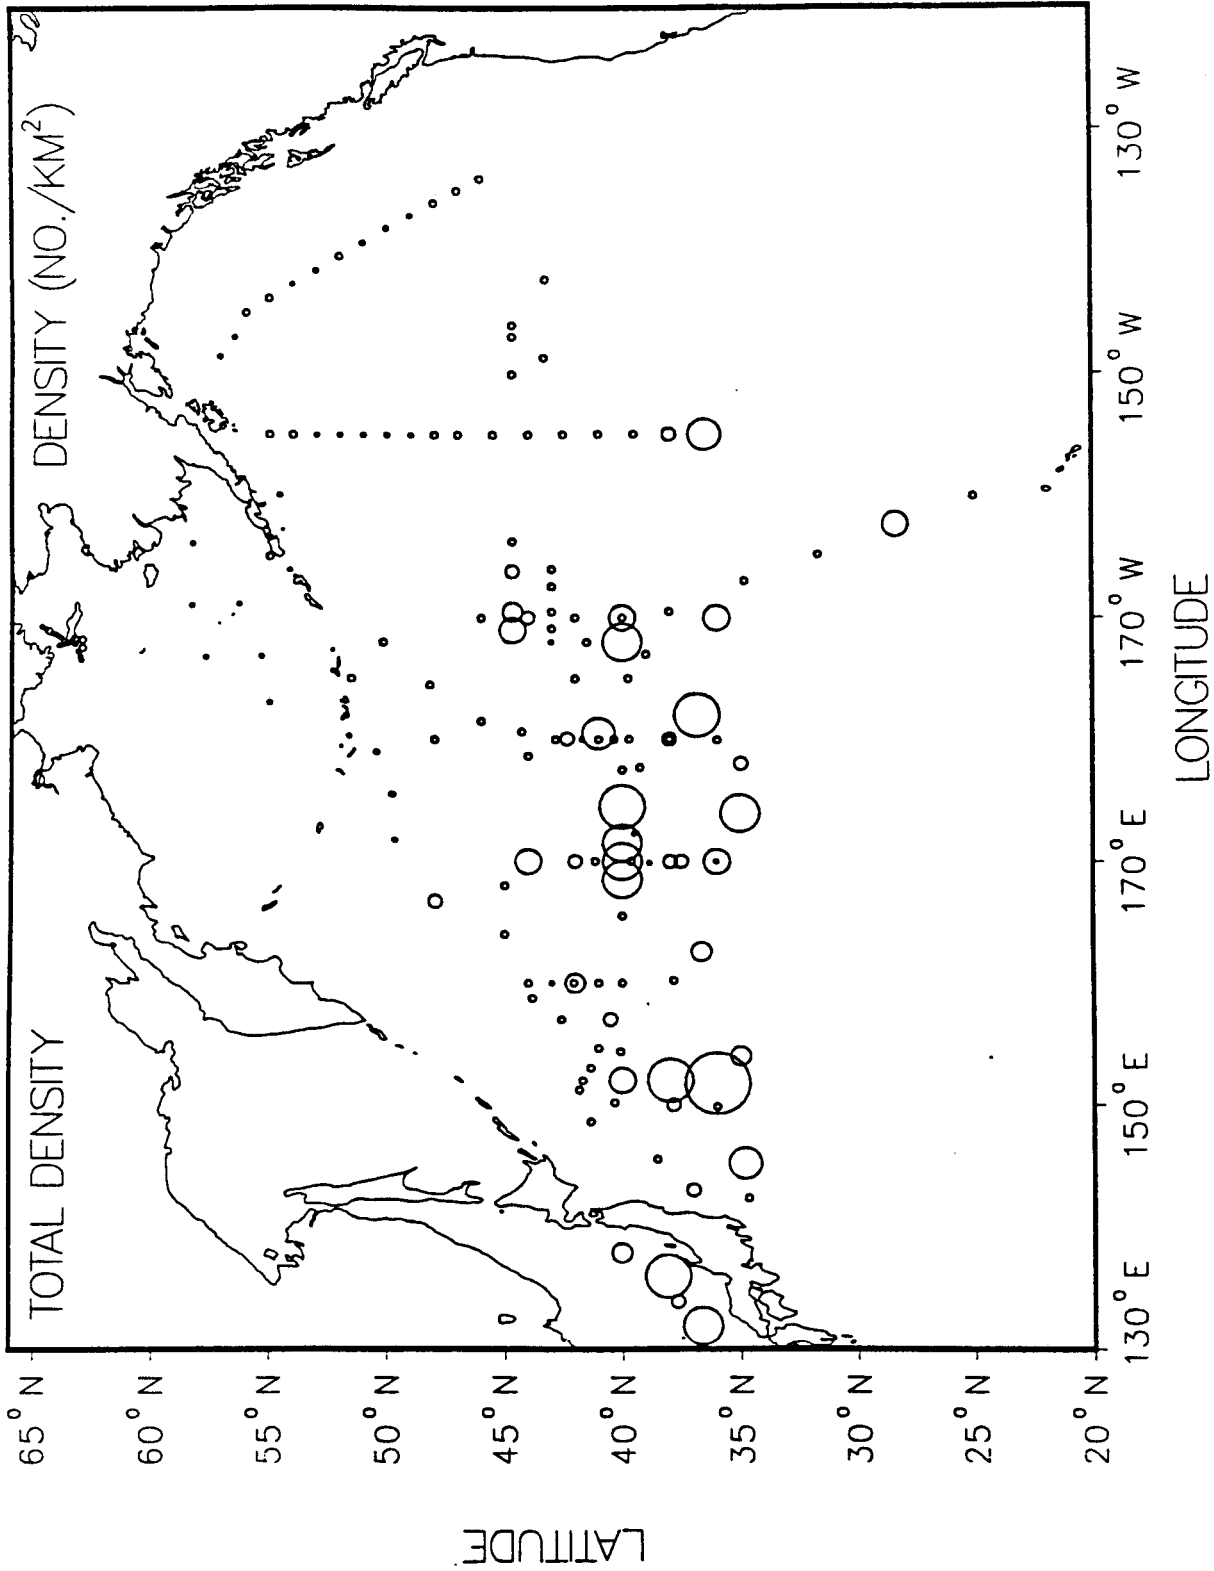 TOTAL DENSITY
DENSITY (NO./KM²)
LATITUDE
65° N
60° N
55° N
50° N
45° N
40° N
35° N
30° N
25° N
20° N
130° E
150° E
170° E
170° W
150° W
130° W
LONGITUDE